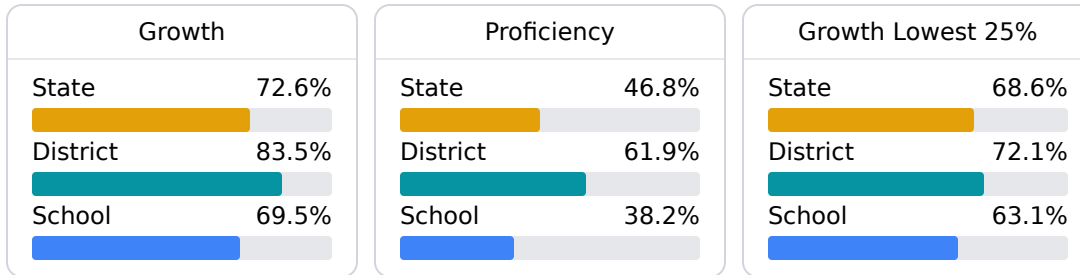 Growth
State 72.6%
District 83.5%
School 69.5%
Proficiency
State 46.8%
District 61.9%
School 38.2%
Growth Lowest 25%
State 68.6%
District 72.1%
School 63.1%